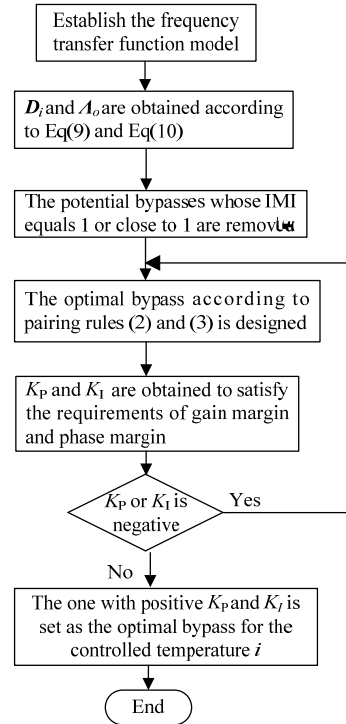 Establish the frequency
transfer function model
D_i and Λ_o are obtained according
to Eq(9) and Eq(10)
The potential bypasses whose IMI
equals 1 or close to 1 are
The optimal bypass according to
pairing rules (2) and (3) is designed
K_P and K_I are obtained to satisfy
the requirements of gain margin
and phase margin
K_P or K_I is
negative
Yes
No
The one with positive K_P and K_I is
set as the optimal bypass for the
controlled temperature i
End